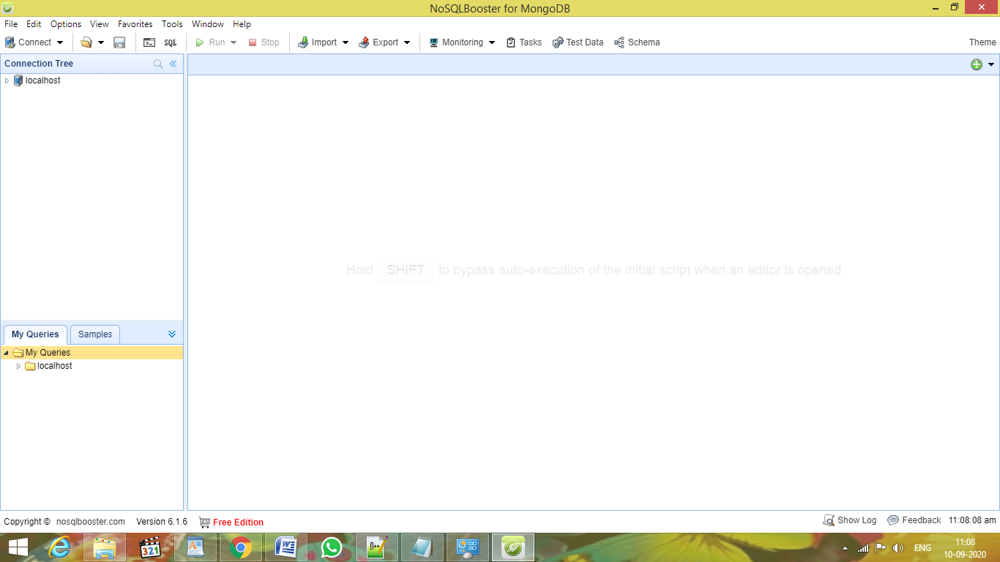 NoSQLBooster for MongoDB
File Edit Options View Favorites Tools Window Help
Connect SQL Run Stop Import Export Monitoring Tasks Test Data Schema Theme
Connection Tree
localhost
Hold SHIFT to bypass auto-execution of the initial script when an editor is opened
My Queries Samples
My Queries
localhost
Copyright © nosqlbooster.com Version 6.1.6 Free Edition Show Log Feedback 11:08:08 am
321
ENG
11:08
10-09-2020